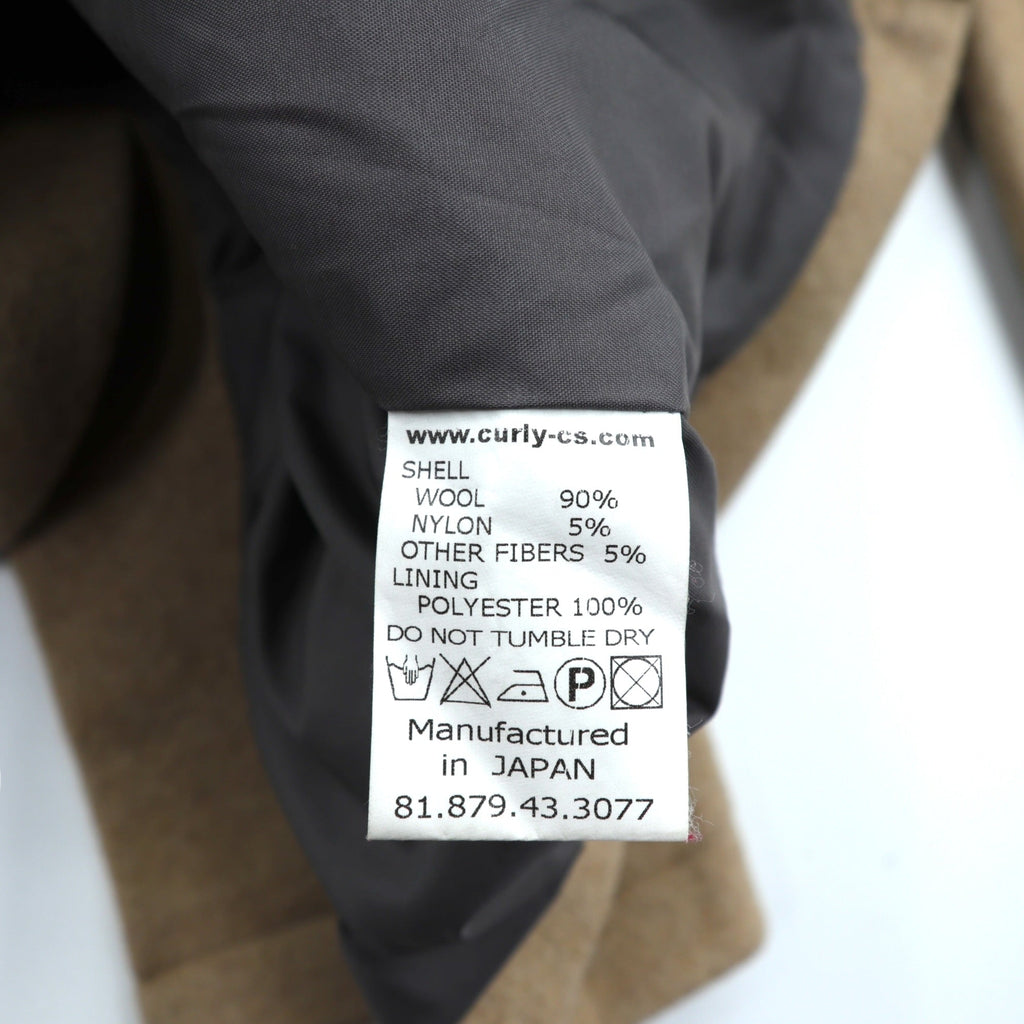 www.curly-cs.com
SHELL
WOOL 90%
NYLON 5%
OTHER FIBERS 5%
LINING
POLYESTER 100%
DO NOT TUMBLE DRY
P
Manufactured
in JAPAN
81.879.43.3077